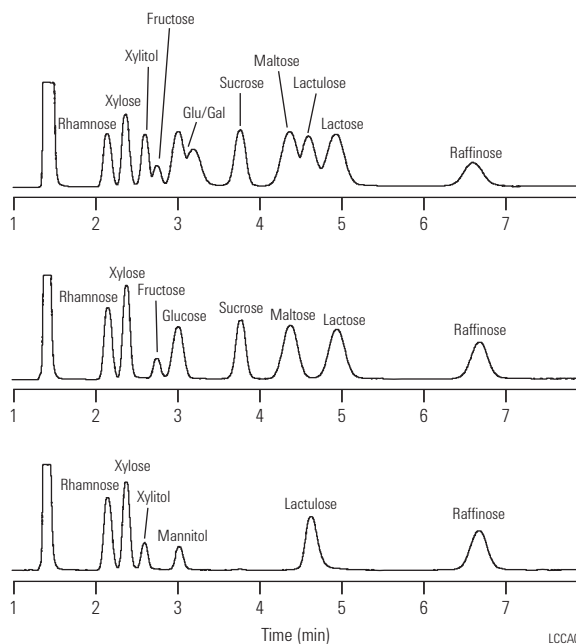 Fructose
Xylitol
Maltose
Xylose
Lactulose
Glu/Gal
Sucrose
Rhamnose
Lactose
Raffinose
1 2 3 4 5 6 7
Xylose
Fructose
Rhamnose
Glucose
Sucrose
Maltose
Lactose
Raffinose
1 2 3 4 5 6 7
Xylose
Rhamnose
Xylitol
Mannitol
Lactulose
Raffinose
1 2 3 4 5 6 7
Time (min)